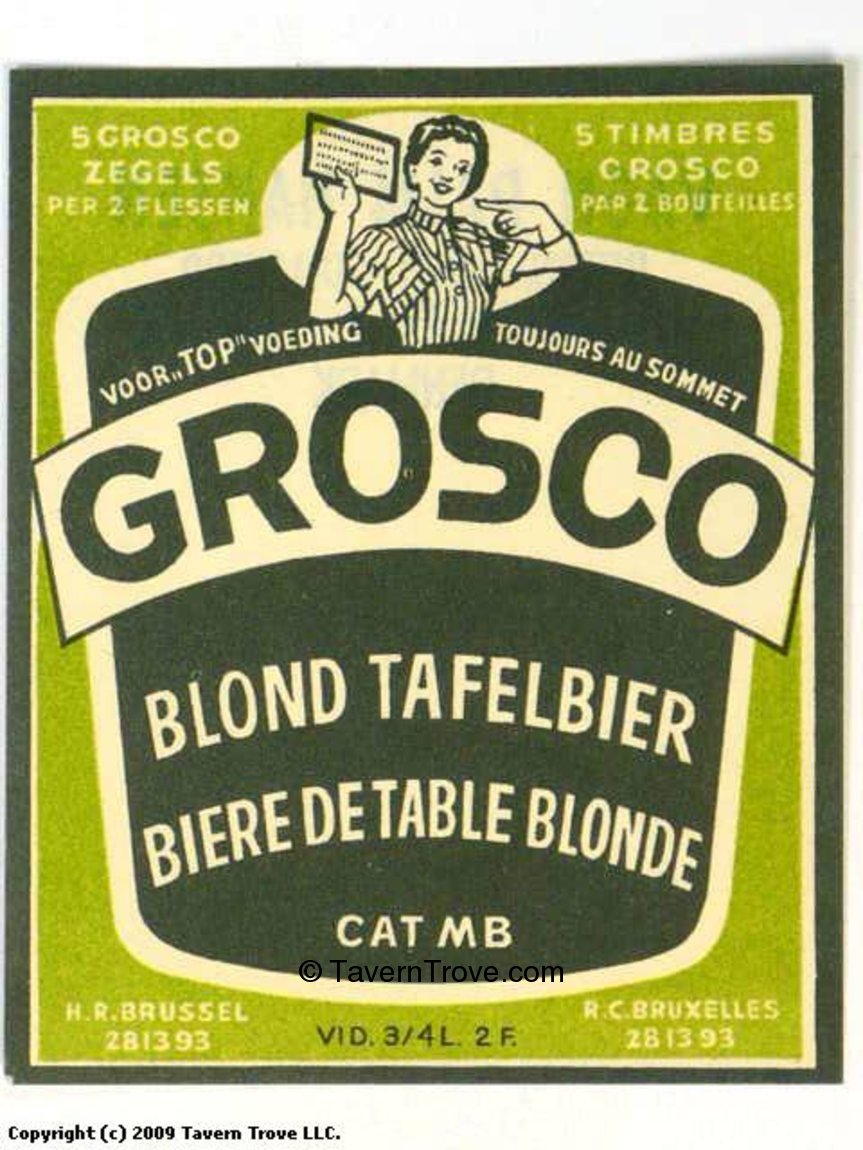 5 GROSCO
ZEGELS
PER 2 FLESSEN
5 TIMBRES
GROSCO
PAR 2 BOUTEILLES
VOOR „TOP" VOEDING
TOUJOURS AU SOMMET
GROSCO
BLOND TAFELBIER
BIERE DE TABLE BLONDE
CAT MB
© TavernTrove.com
H.R. BRUSSEL
281393
VID. 3/4 L. 2 F.
R.C. BRUXELLES
281393
Copyright (c) 2009 Tavern Trove LLC.